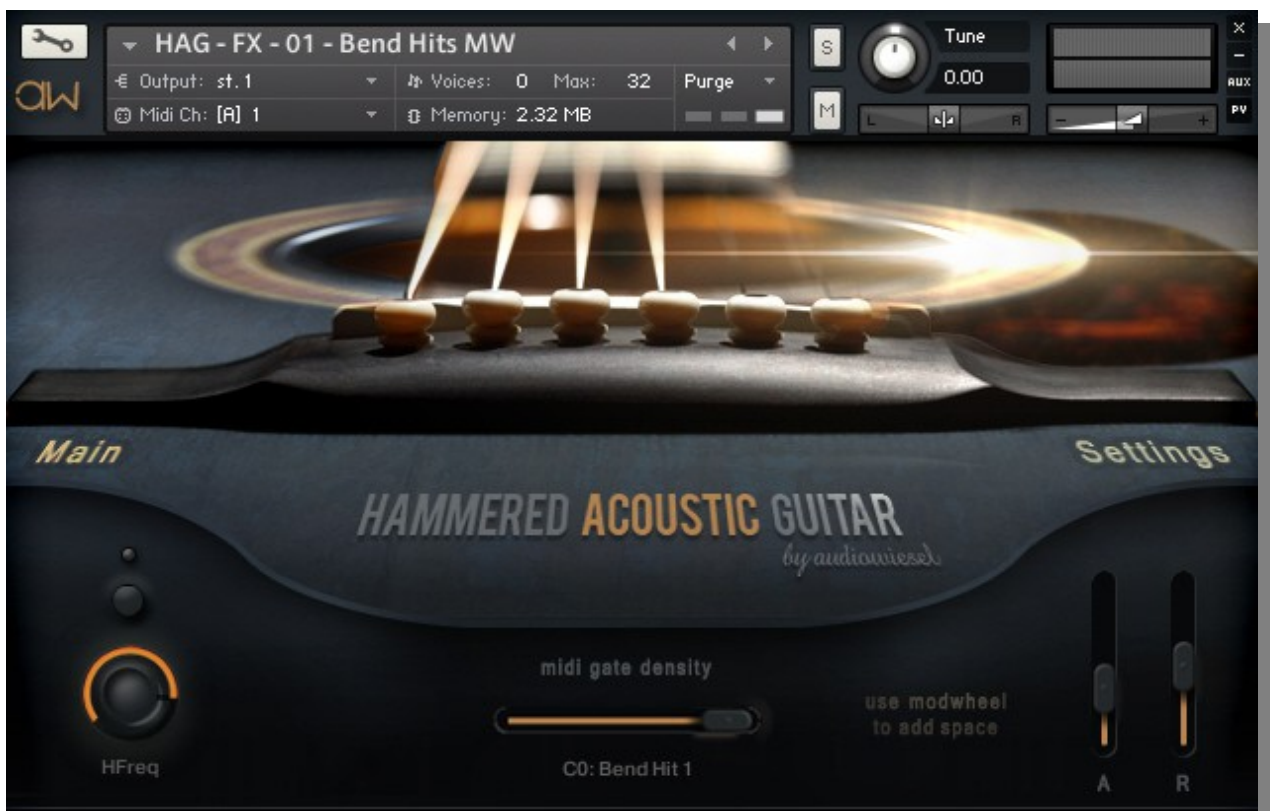 HAG - FX - 01 - Bend Hits MW
Output: st. 1
Voices: 0 Max: 32
Purge
Midi Ch: [A] 1
Memory: 2.32 MB
S
M
Tune
0.00
L
R
-
+
×
–
AUX
PV
aw
Main
Settings
HAMMERED ACOUSTIC GUITAR
by audiowiesel
midi gate density
use modwheel
to add space
HFreq
C0: Bend Hit 1
A
R